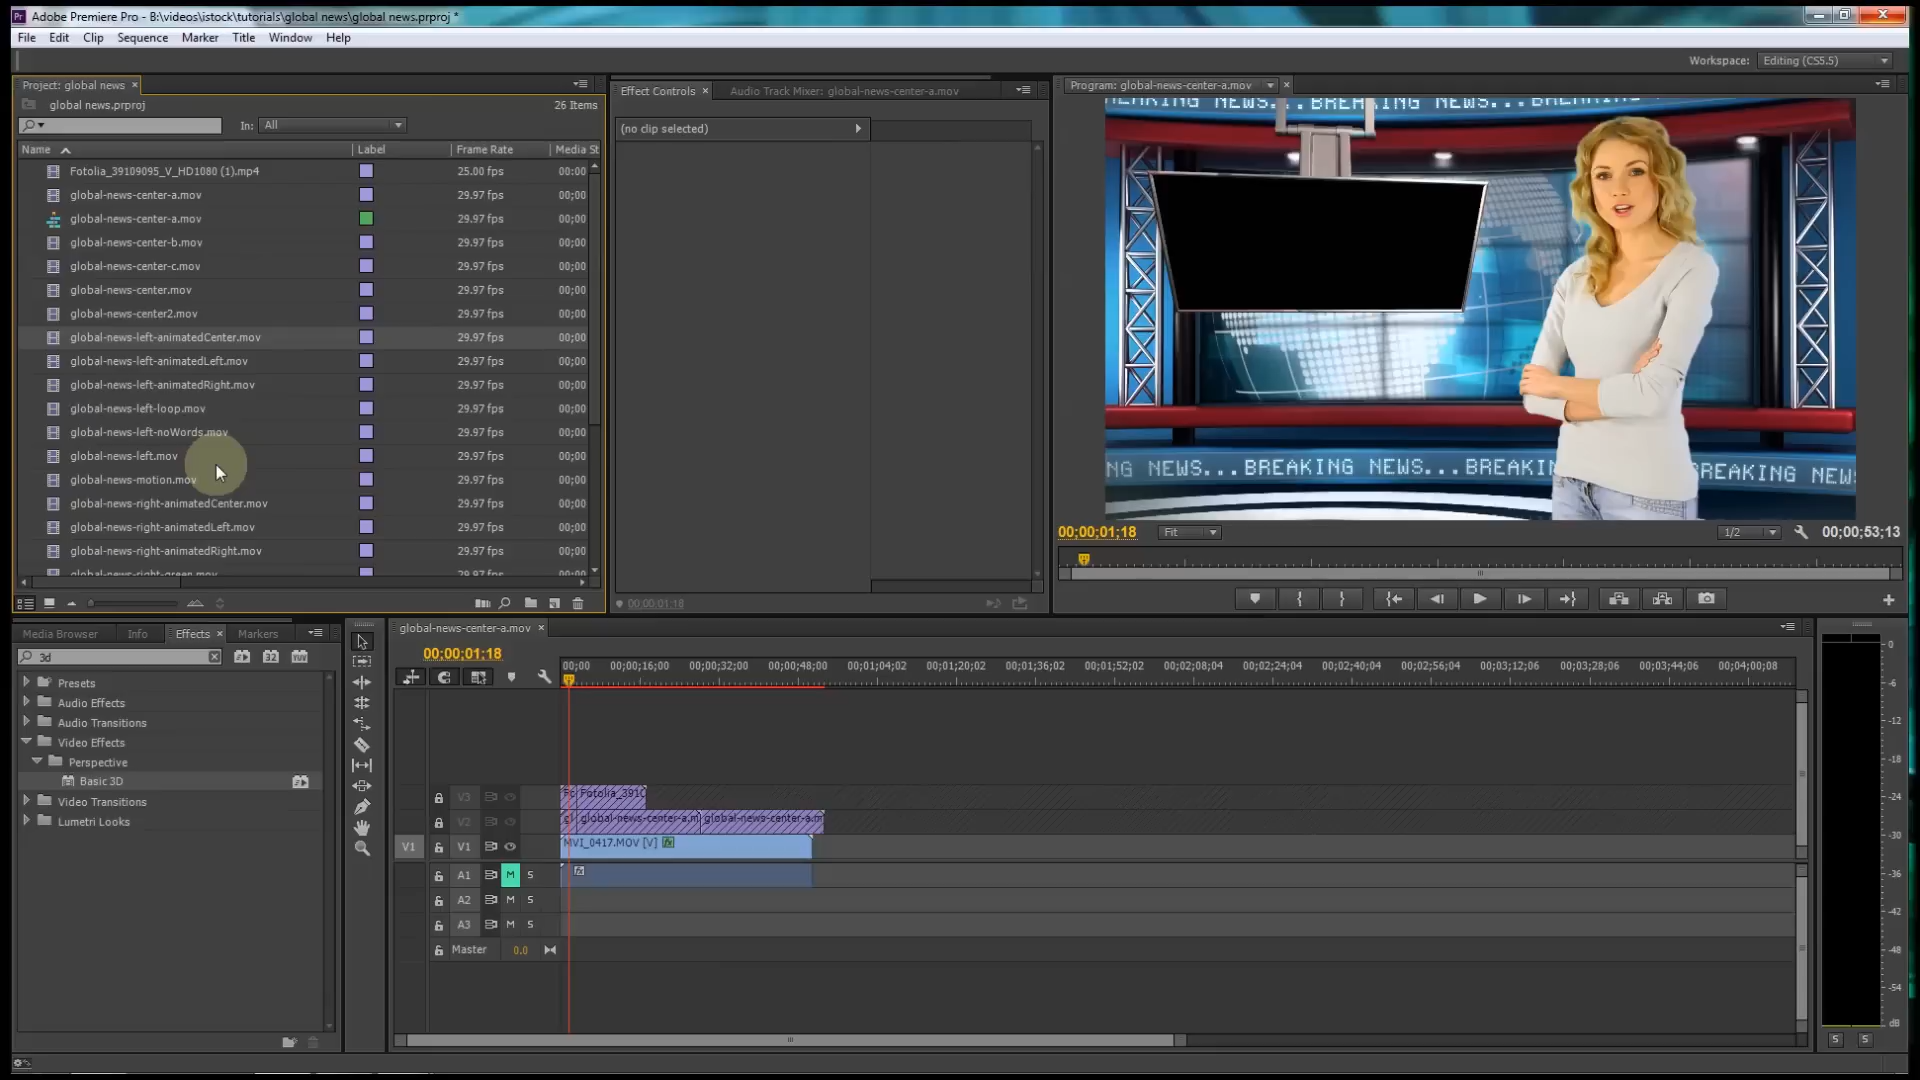 Adobe Premiere Pro - B:\videos\istock\tutorials\global news\global news.prproj *
File Edit Clip Sequence Marker Title Window Help
Workspace: Editing (CS5.5)
Project: global news ×
global news.prproj
26 Items
In: All
Name Label Frame Rate Media St
Fotolia_39109095_V_HD1080 (1).mp4 25.00 fps 00:00
global-news-center-a.mov 29.97 fps 00;00
global-news-center-a.mov 29.97 fps 00;00
global-news-center-b.mov 29.97 fps 00;00
global-news-center-c.mov 29.97 fps 00;00
global-news-center.mov 29.97 fps 00;00
global-news-center2.mov 29.97 fps 00;00
global-news-left-animatedCenter.mov 29.97 fps 00;00
global-news-left-animatedLeft.mov 29.97 fps 00;00
global-news-left-animatedRight.mov 29.97 fps 00;00
global-news-left-loop.mov 29.97 fps 00;00
global-news-left-noWords.mov 29.97 fps 00;00
global-news-left.mov 29.97 fps 00;00
global-news-motion.mov 29.97 fps 00;00
global-news-right-animatedCenter.mov 29.97 fps 00;00
global-news-right-animatedLeft.mov 29.97 fps 00;00
global-news-right-animatedRight.mov 29.97 fps 00;00
global-news-right-green.mov 29.97 fps 00;00
Effect Controls × Audio Track Mixer: global-news-center-a.mov
(no clip selected)
00;00;01;18
Program: global-news-center-a.mov ×
BREAKING NEWS...BREAKING NEWS...BREAKING NEWS
NG NEWS...BREAKING NEWS...BREAKIN
REAKING NEWS
00;00;01;18 Fit 1/2 00;00;53;13
Media Browser Info Effects × Markers
3d
Presets
Audio Effects
Audio Transitions
Video Effects
Perspective
Basic 3D
Video Transitions
Lumetri Looks
global-news-center-a.mov ×
00;00;01;18
00;00 00;00;16;00 00;00;32;00 00;00;48;00 00;01;04;02 00;01;20;02 00;01;36;02 00;01;52;02 00;02;08;04 00;02;24;04 00;02;40;04 00;02;56;04 00;03;12;06 00;03;28;06 00;03;44;06 00;04;00;08
V3 Fo Fotolia_3910
V2 gl global-news-center-a.m global-news-center-a.m
V1 V1 MVI_0417.MOV [V] fx
A1 M S fx
A2 M S
A3 M S
Master 0.0
0
-6
-12
-18
-24
-30
-36
-42
-48
-54
dB
S S